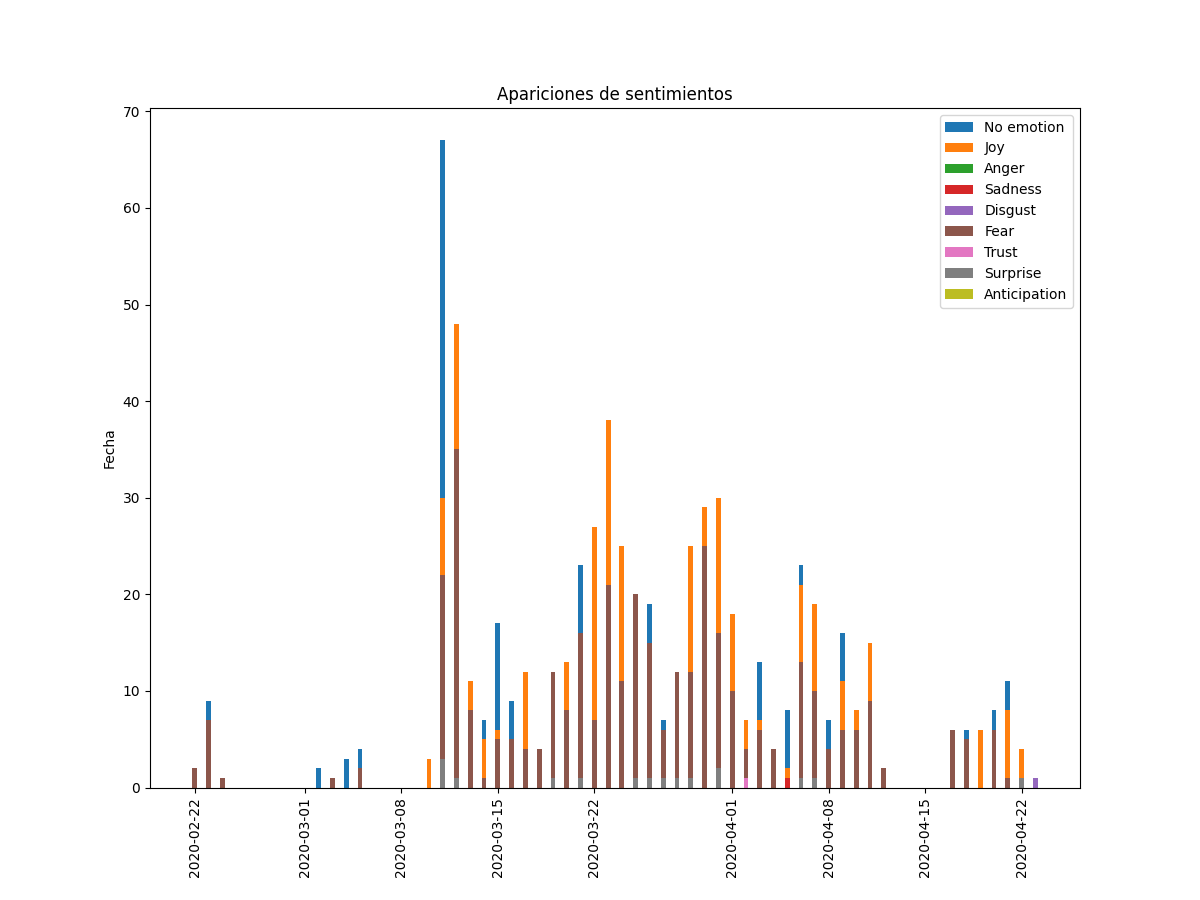 Apariciones de sentimientos
70
60
50
40
30
20
10
0
Fecha
No emotion
Joy
Anger
Sadness
Disgust
Fear
Trust
Surprise
Anticipation
2020-02-22
2020-03-01
2020-03-08
2020-03-15
2020-03-22
2020-04-01
2020-04-08
2020-04-15
2020-04-22